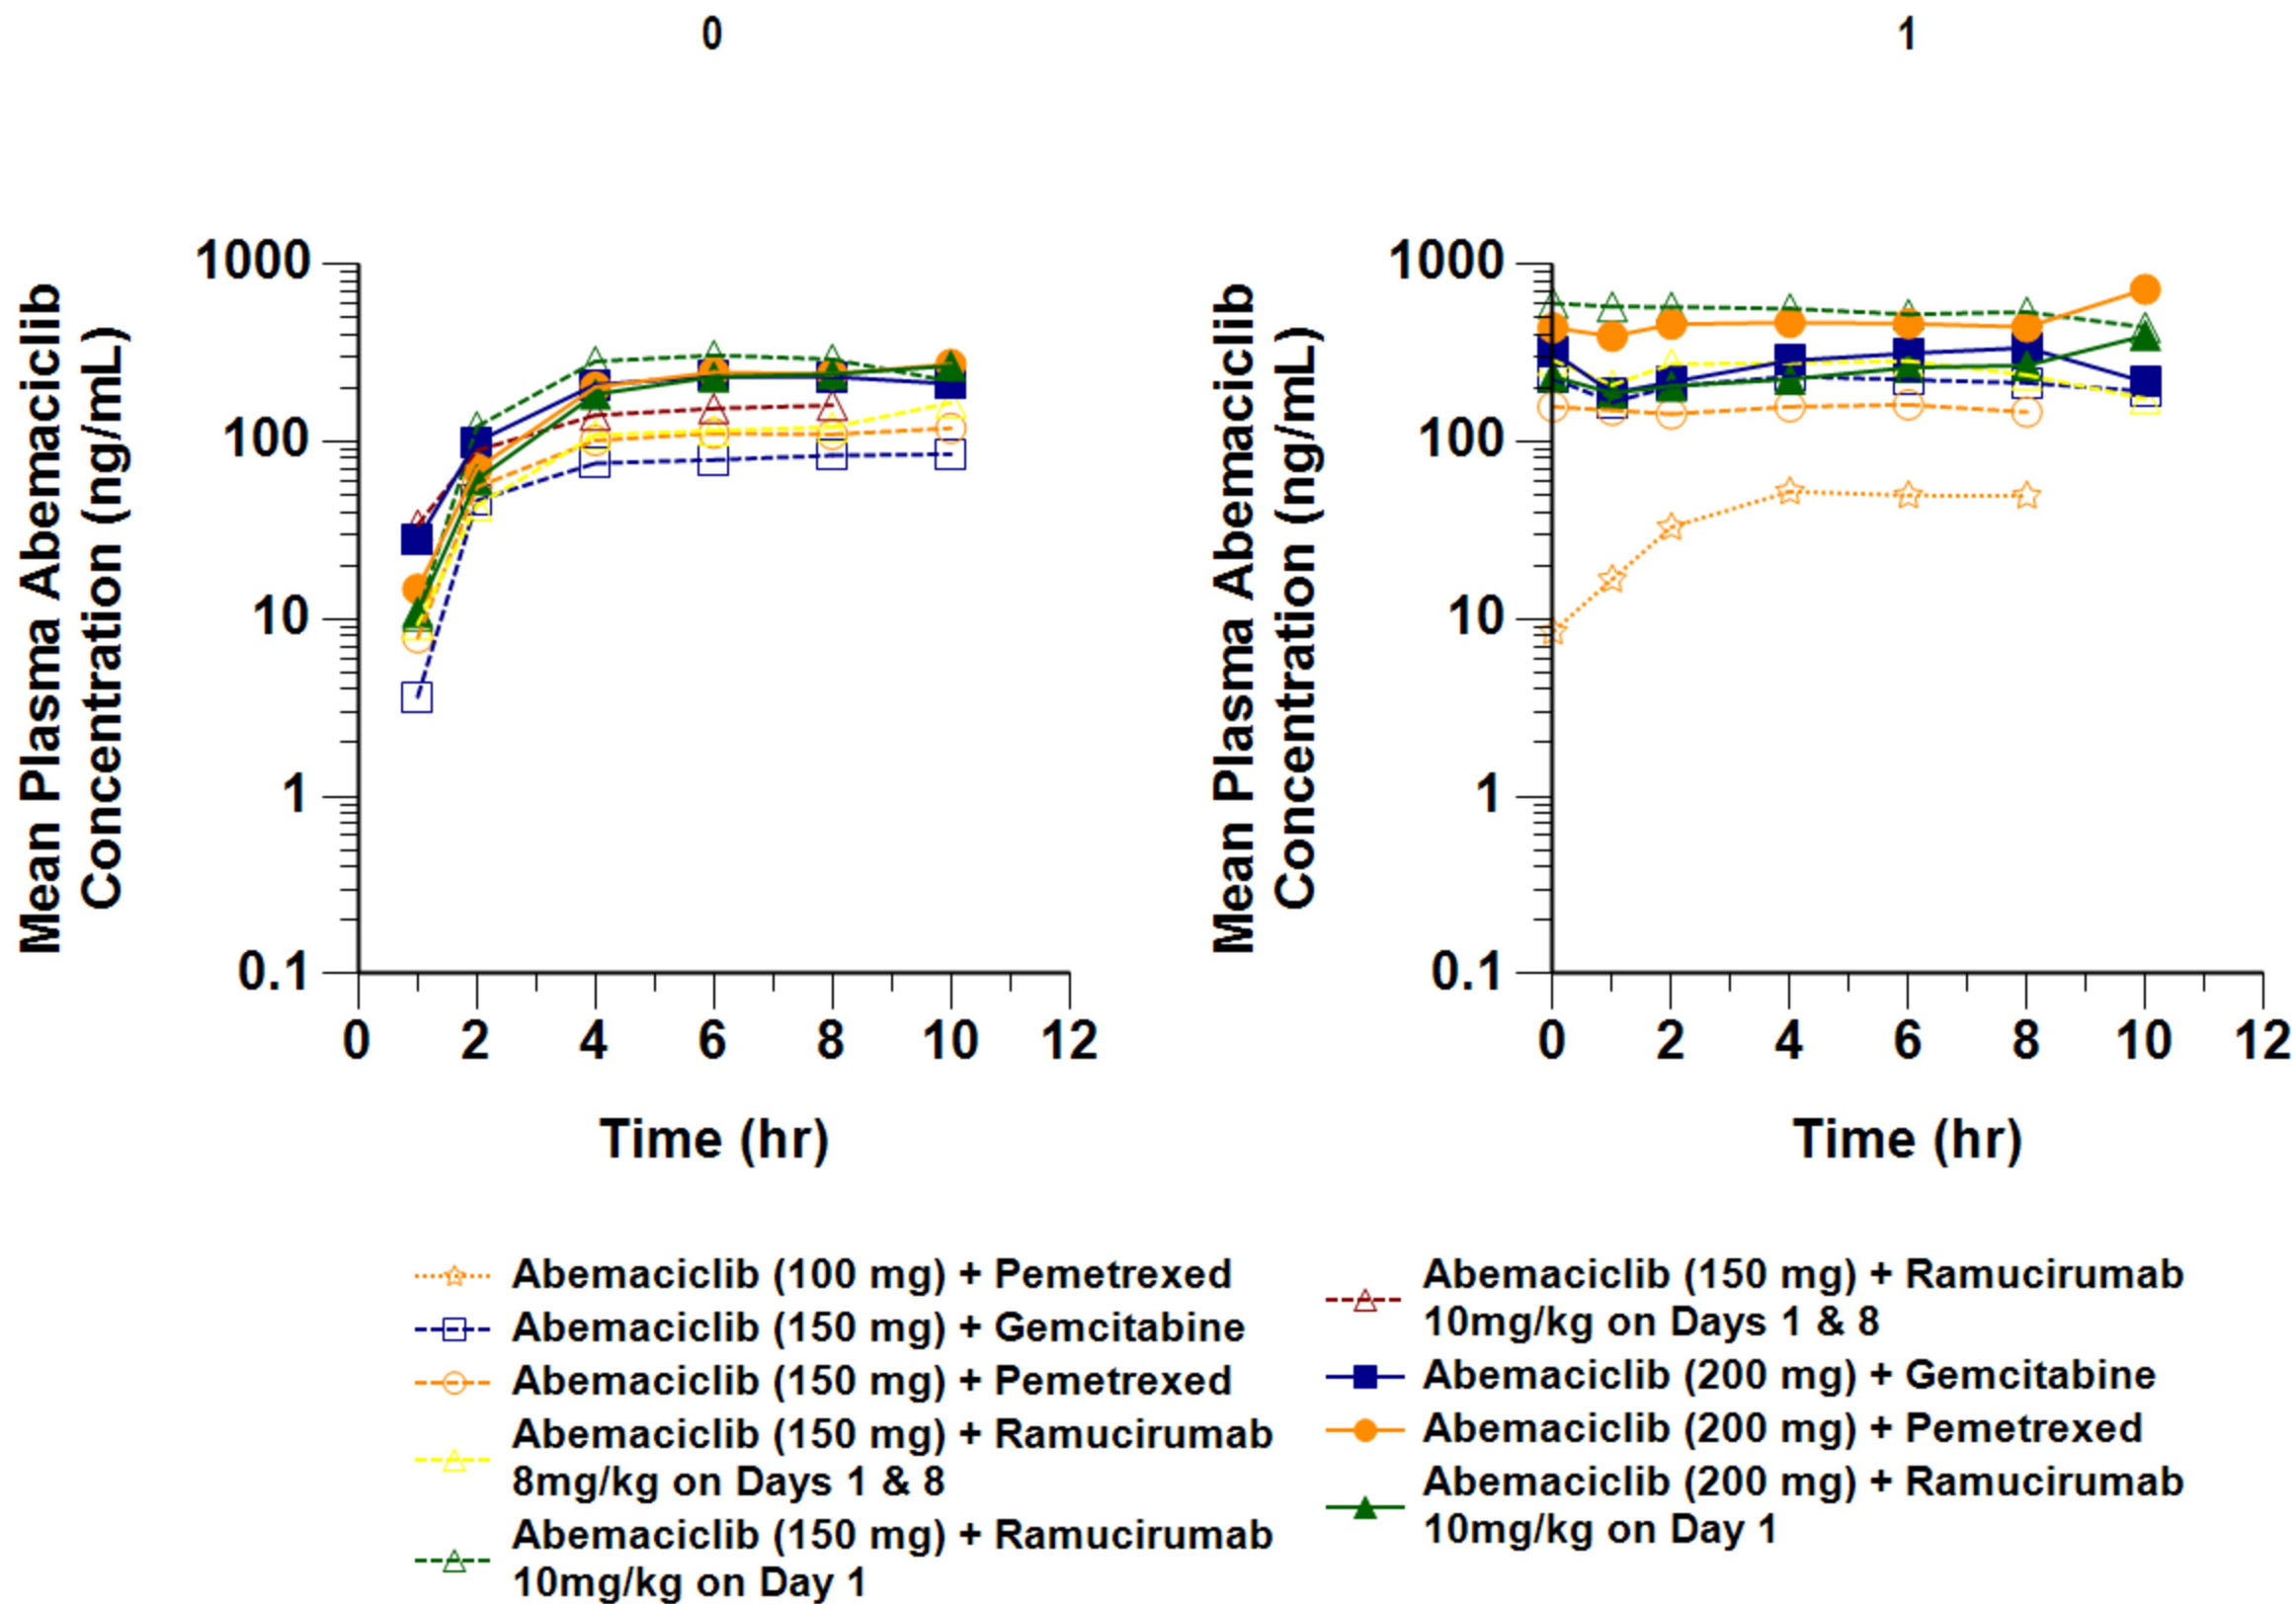 0
1
Mean Plasma Abemaciclib
Concentration (ng/mL)
1000
100
10
1
0.1
0 2 4 6 8 10 12
Time (hr)
Mean Plasma Abemaciclib
Concentration (ng/mL)
1000
100
10
1
0.1
0 2 4 6 8 10 12
Time (hr)
Abemaciclib (100 mg) + Pemetrexed
Abemaciclib (150 mg) + Gemcitabine
Abemaciclib (150 mg) + Pemetrexed
Abemaciclib (150 mg) + Ramucirumab
8mg/kg on Days 1 & 8
Abemaciclib (150 mg) + Ramucirumab
10mg/kg on Day 1
Abemaciclib (150 mg) + Ramucirumab
10mg/kg on Days 1 & 8
Abemaciclib (200 mg) + Gemcitabine
Abemaciclib (200 mg) + Pemetrexed
Abemaciclib (200 mg) + Ramucirumab
10mg/kg on Day 1